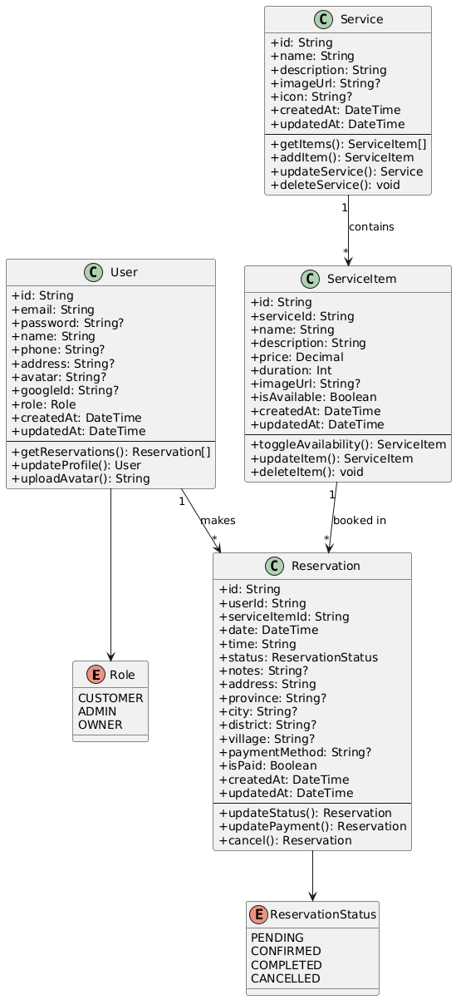 C Service
+id: String
+name: String
+description: String
+imageUrl: String?
+icon: String?
+createdAt: DateTime
+updatedAt: DateTime
+getItems(): ServiceItem[]
+addItem(): ServiceItem
+updateService(): Service
+deleteService(): void
1
contains
*
C User
+id: String
+email: String
+password: String?
+name: String
+phone: String?
+address: String?
+avatar: String?
+googleId: String?
+role: Role
+createdAt: DateTime
+updatedAt: DateTime
+getReservations(): Reservation[]
+updateProfile(): User
+uploadAvatar(): String
C ServiceItem
+id: String
+serviceId: String
+name: String
+description: String
+price: Decimal
+duration: Int
+imageUrl: String?
+isAvailable: Boolean
+createdAt: DateTime
+updatedAt: DateTime
+toggleAvailability(): ServiceItem
+updateItem(): ServiceItem
+deleteItem(): void
1
makes
*
1
booked in
*
C Reservation
+id: String
+userId: String
+serviceItemId: String
+date: DateTime
+time: String
+status: ReservationStatus
+notes: String?
+address: String
+province: String?
+city: String?
+district: String?
+village: String?
+paymentMethod: String?
+isPaid: Boolean
+createdAt: DateTime
+updatedAt: DateTime
+updateStatus(): Reservation
+updatePayment(): Reservation
+cancel(): Reservation
E Role
CUSTOMER
ADMIN
OWNER
E ReservationStatus
PENDING
CONFIRMED
COMPLETED
CANCELLED